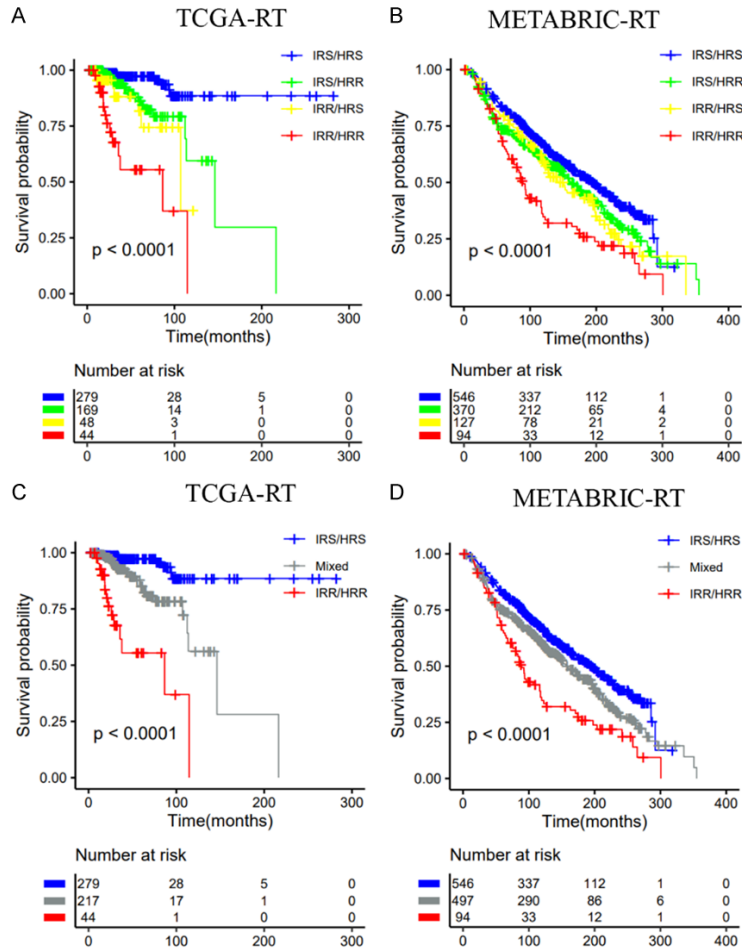 A
TCGA-RT
IRS/HRS
IRS/HRR
IRR/HRS
IRR/HRR
Survival probability
1.00
0.75
0.50
0.25
0.00
p < 0.0001
0 100 200 300
Time(months)
Number at risk
279 28 5 0
169 14 1 0
48 3 0 0
44 1 0 0
0 100 200 300
B
METABRIC-RT
IRS/HRS
IRS/HRR
IRR/HRS
IRR/HRR
Survival probability
1.00
0.75
0.50
0.25
0.00
p < 0.0001
0 100 200 300 400
Time(months)
Number at risk
546 337 112 1 0
370 212 65 4 0
127 78 21 2 0
94 33 12 1 0
0 100 200 300 400
C
TCGA-RT
IRS/HRS
Mixed
IRR/HRR
Survival probability
1.00
0.75
0.50
0.25
0.00
p < 0.0001
0 100 200 300
Time(months)
Number at risk
279 28 5 0
217 17 1 0
44 1 0 0
0 100 200 300
D
METABRIC-RT
IRS/HRS
Mixed
IRR/HRR
Survival probability
1.00
0.75
0.50
0.25
0.00
p < 0.0001
0 100 200 300 400
Time(months)
Number at risk
546 337 112 1 0
497 290 86 6 0
94 33 12 1 0
0 100 200 300 400